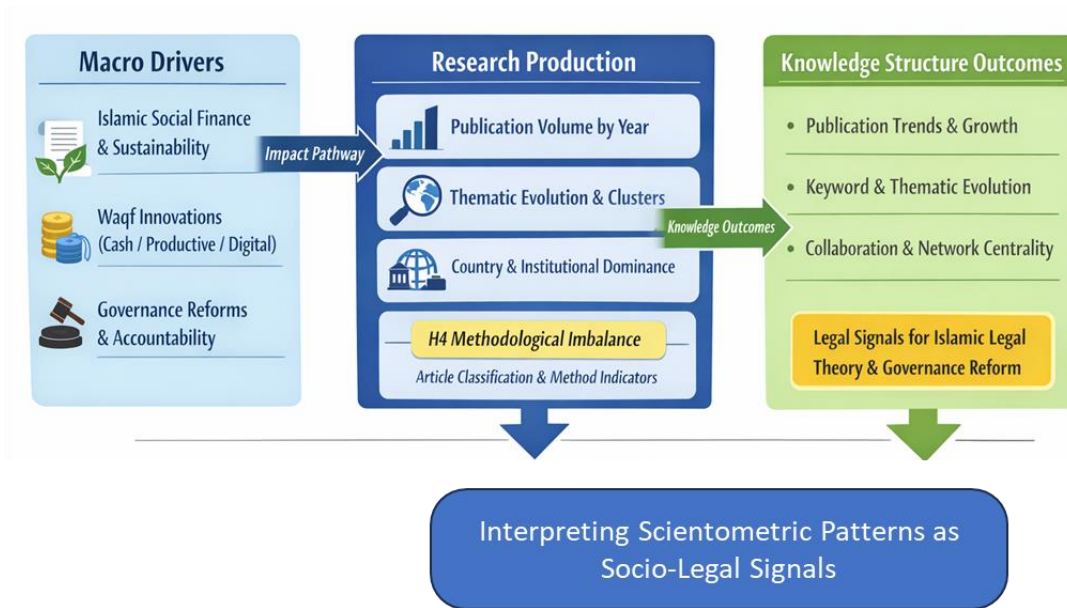 Macro Drivers
Islamic Social Finance
& Sustainability
Waqf Innovations
(Cash / Productive / Digital)
Governance Reforms
& Accountability
Impact Pathway
Research Production
Publication Volume by Year
Thematic Evolution & Clusters
Country & Institutional Dominance
H4 Methodological Imbalance
Article Classification & Method Indicators
Knowledge Outcomes
Knowledge Structure Outcomes
• Publication Trends & Growth
• Keyword & Thematic Evolution
• Collaboration & Network Centrality
Legal Signals for Islamic Legal
Theory & Governance Reform
Interpreting Scientometric Patterns as
Socio-Legal Signals